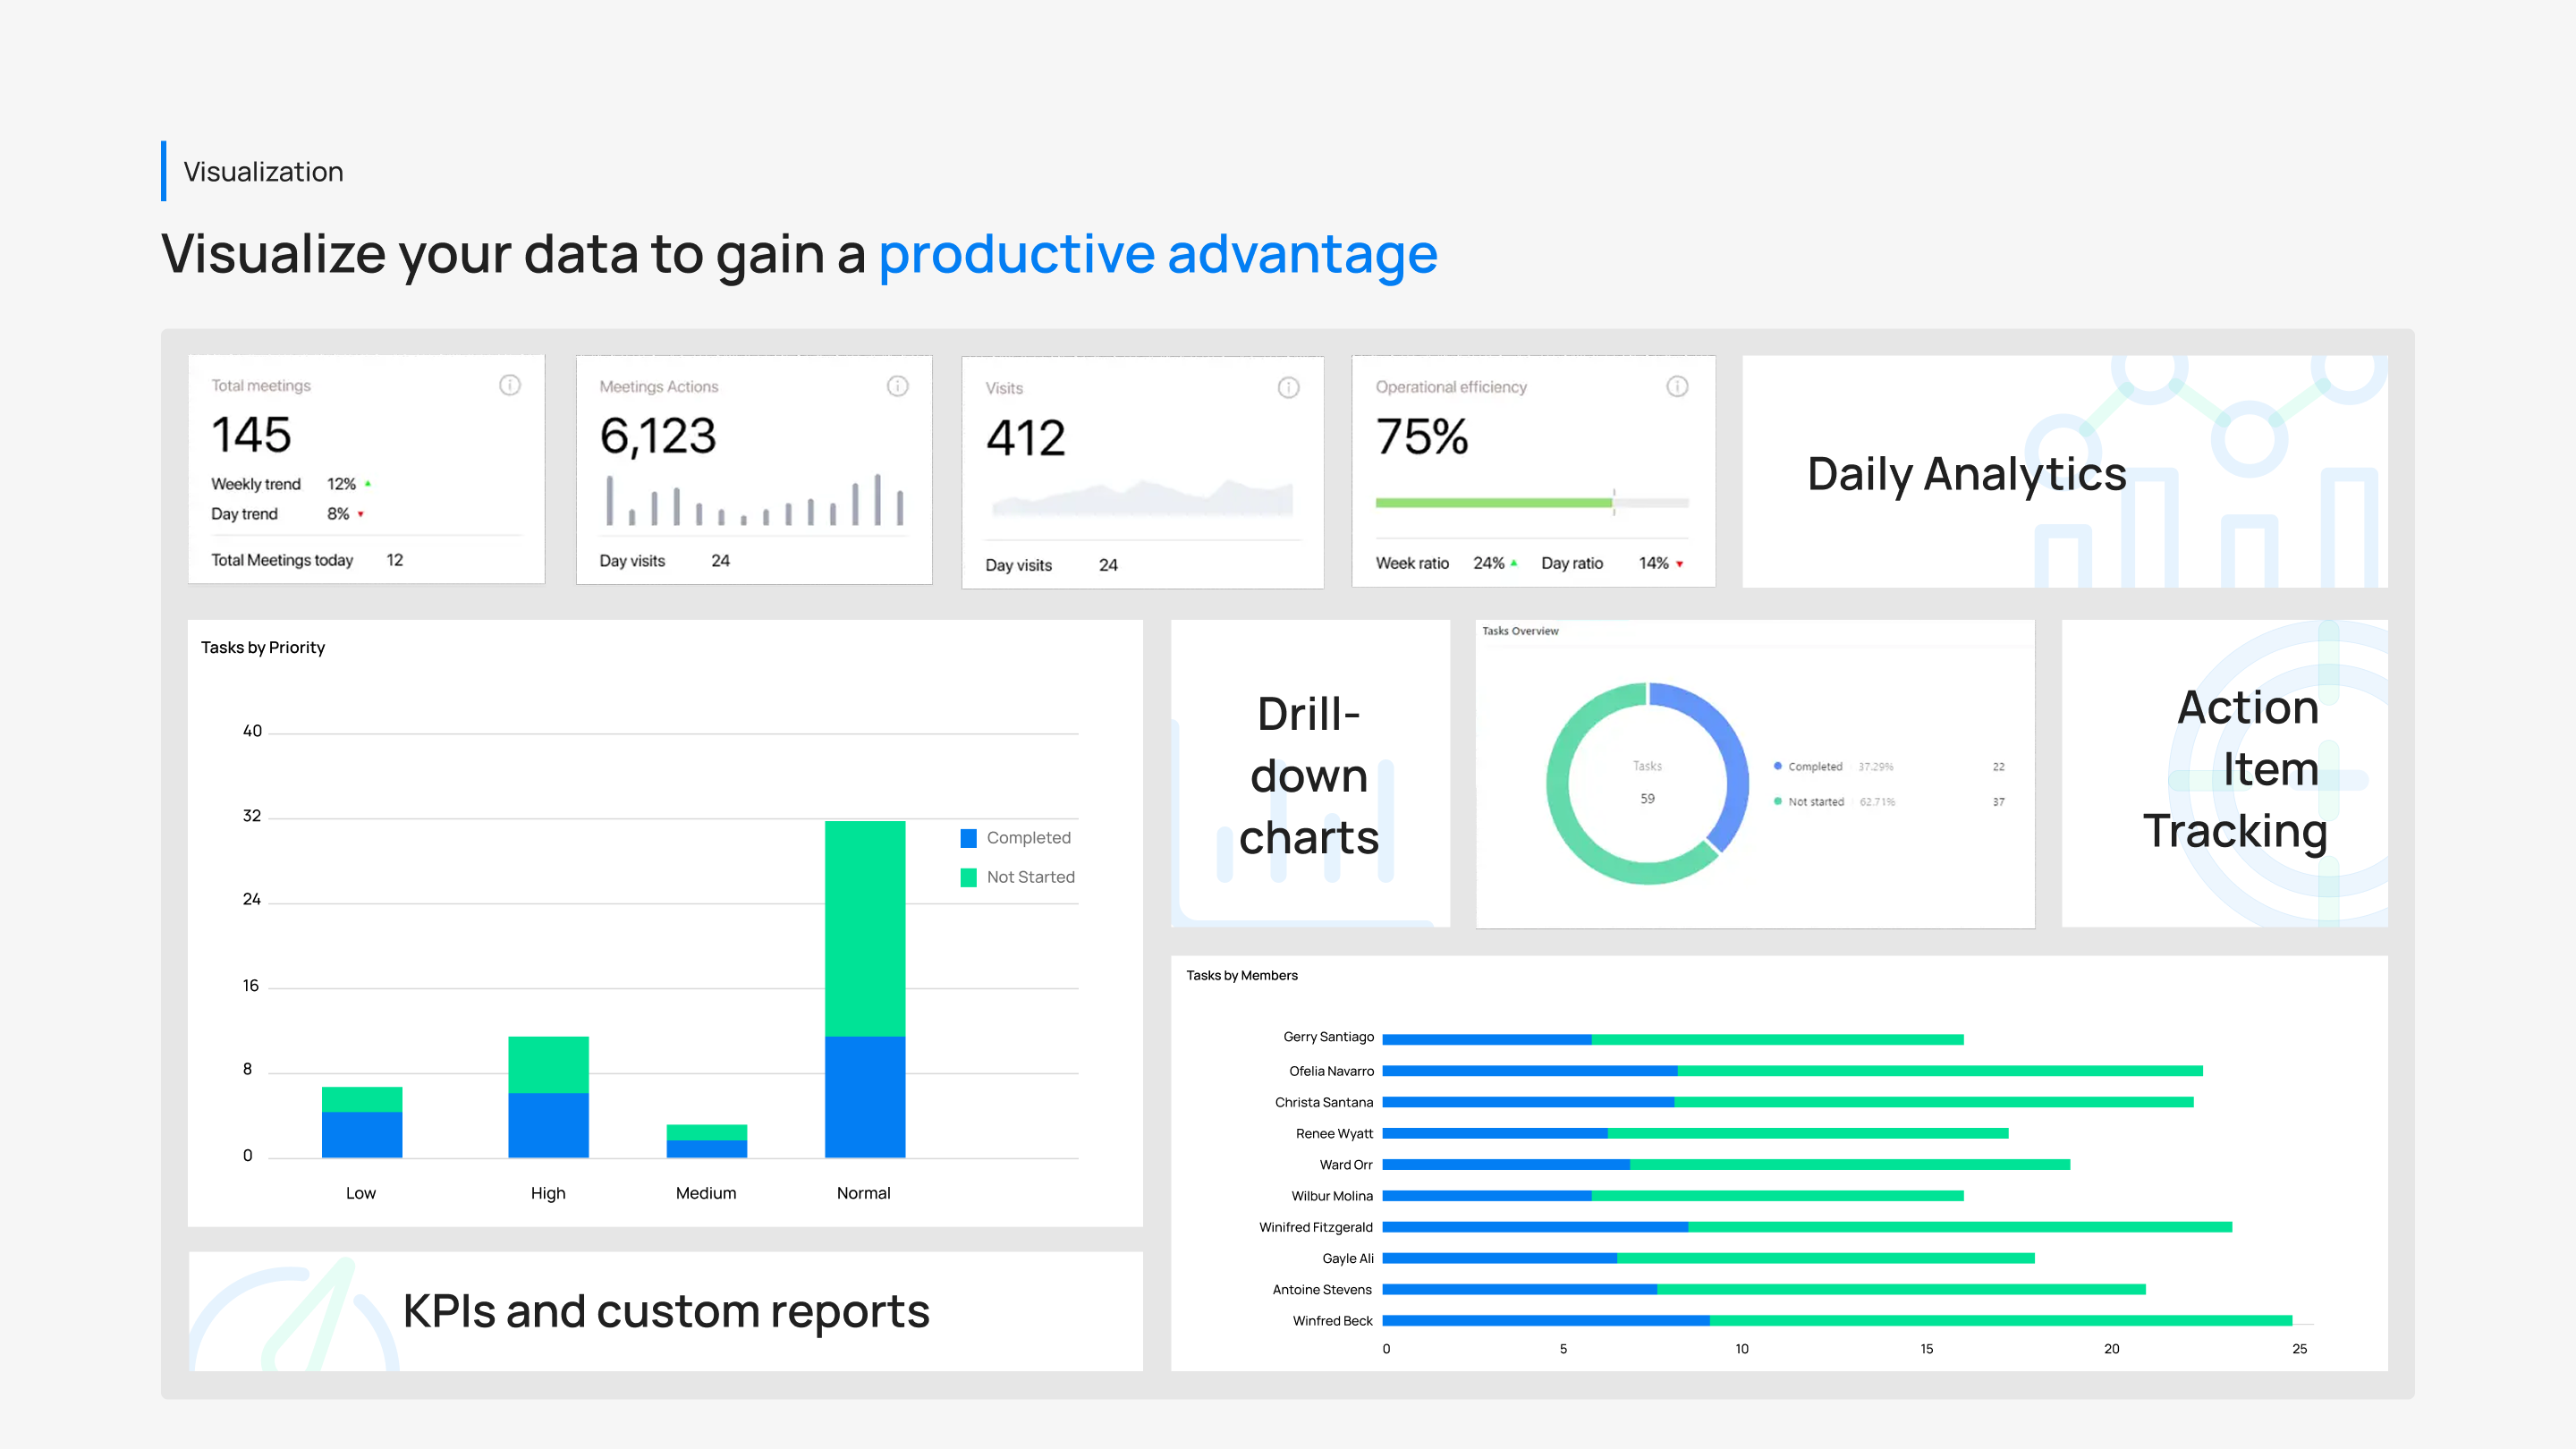 Visualization
Visualize your data to gain a productive advantage
Total meetings
145
Weekly trend 12%
Day trend 8%
Total Meetings today 12
Meetings Actions
6,123
Day visits 24
Visits
412
Day visits 24
Operational efficiency
75%
Week ratio 24% Day ratio 14%
Daily Analytics
Tasks by Priority
40
32
24
16
8
0
Completed
Not Started
Low High Medium Normal
Drill-
down
charts
Tasks Overview
Tasks
59
Completed 37.29% 22
Not started 62.71% 37
Action
Item
Tracking
KPIs and custom reports
Tasks by Members
Gerry Santiago
Ofelia Navarro
Christa Santana
Renee Wyatt
Ward Orr
Wilbur Molina
Winifred Fitzgerald
Gayle Ali
Antoine Stevens
Winfred Beck
0 5 10 15 20 25